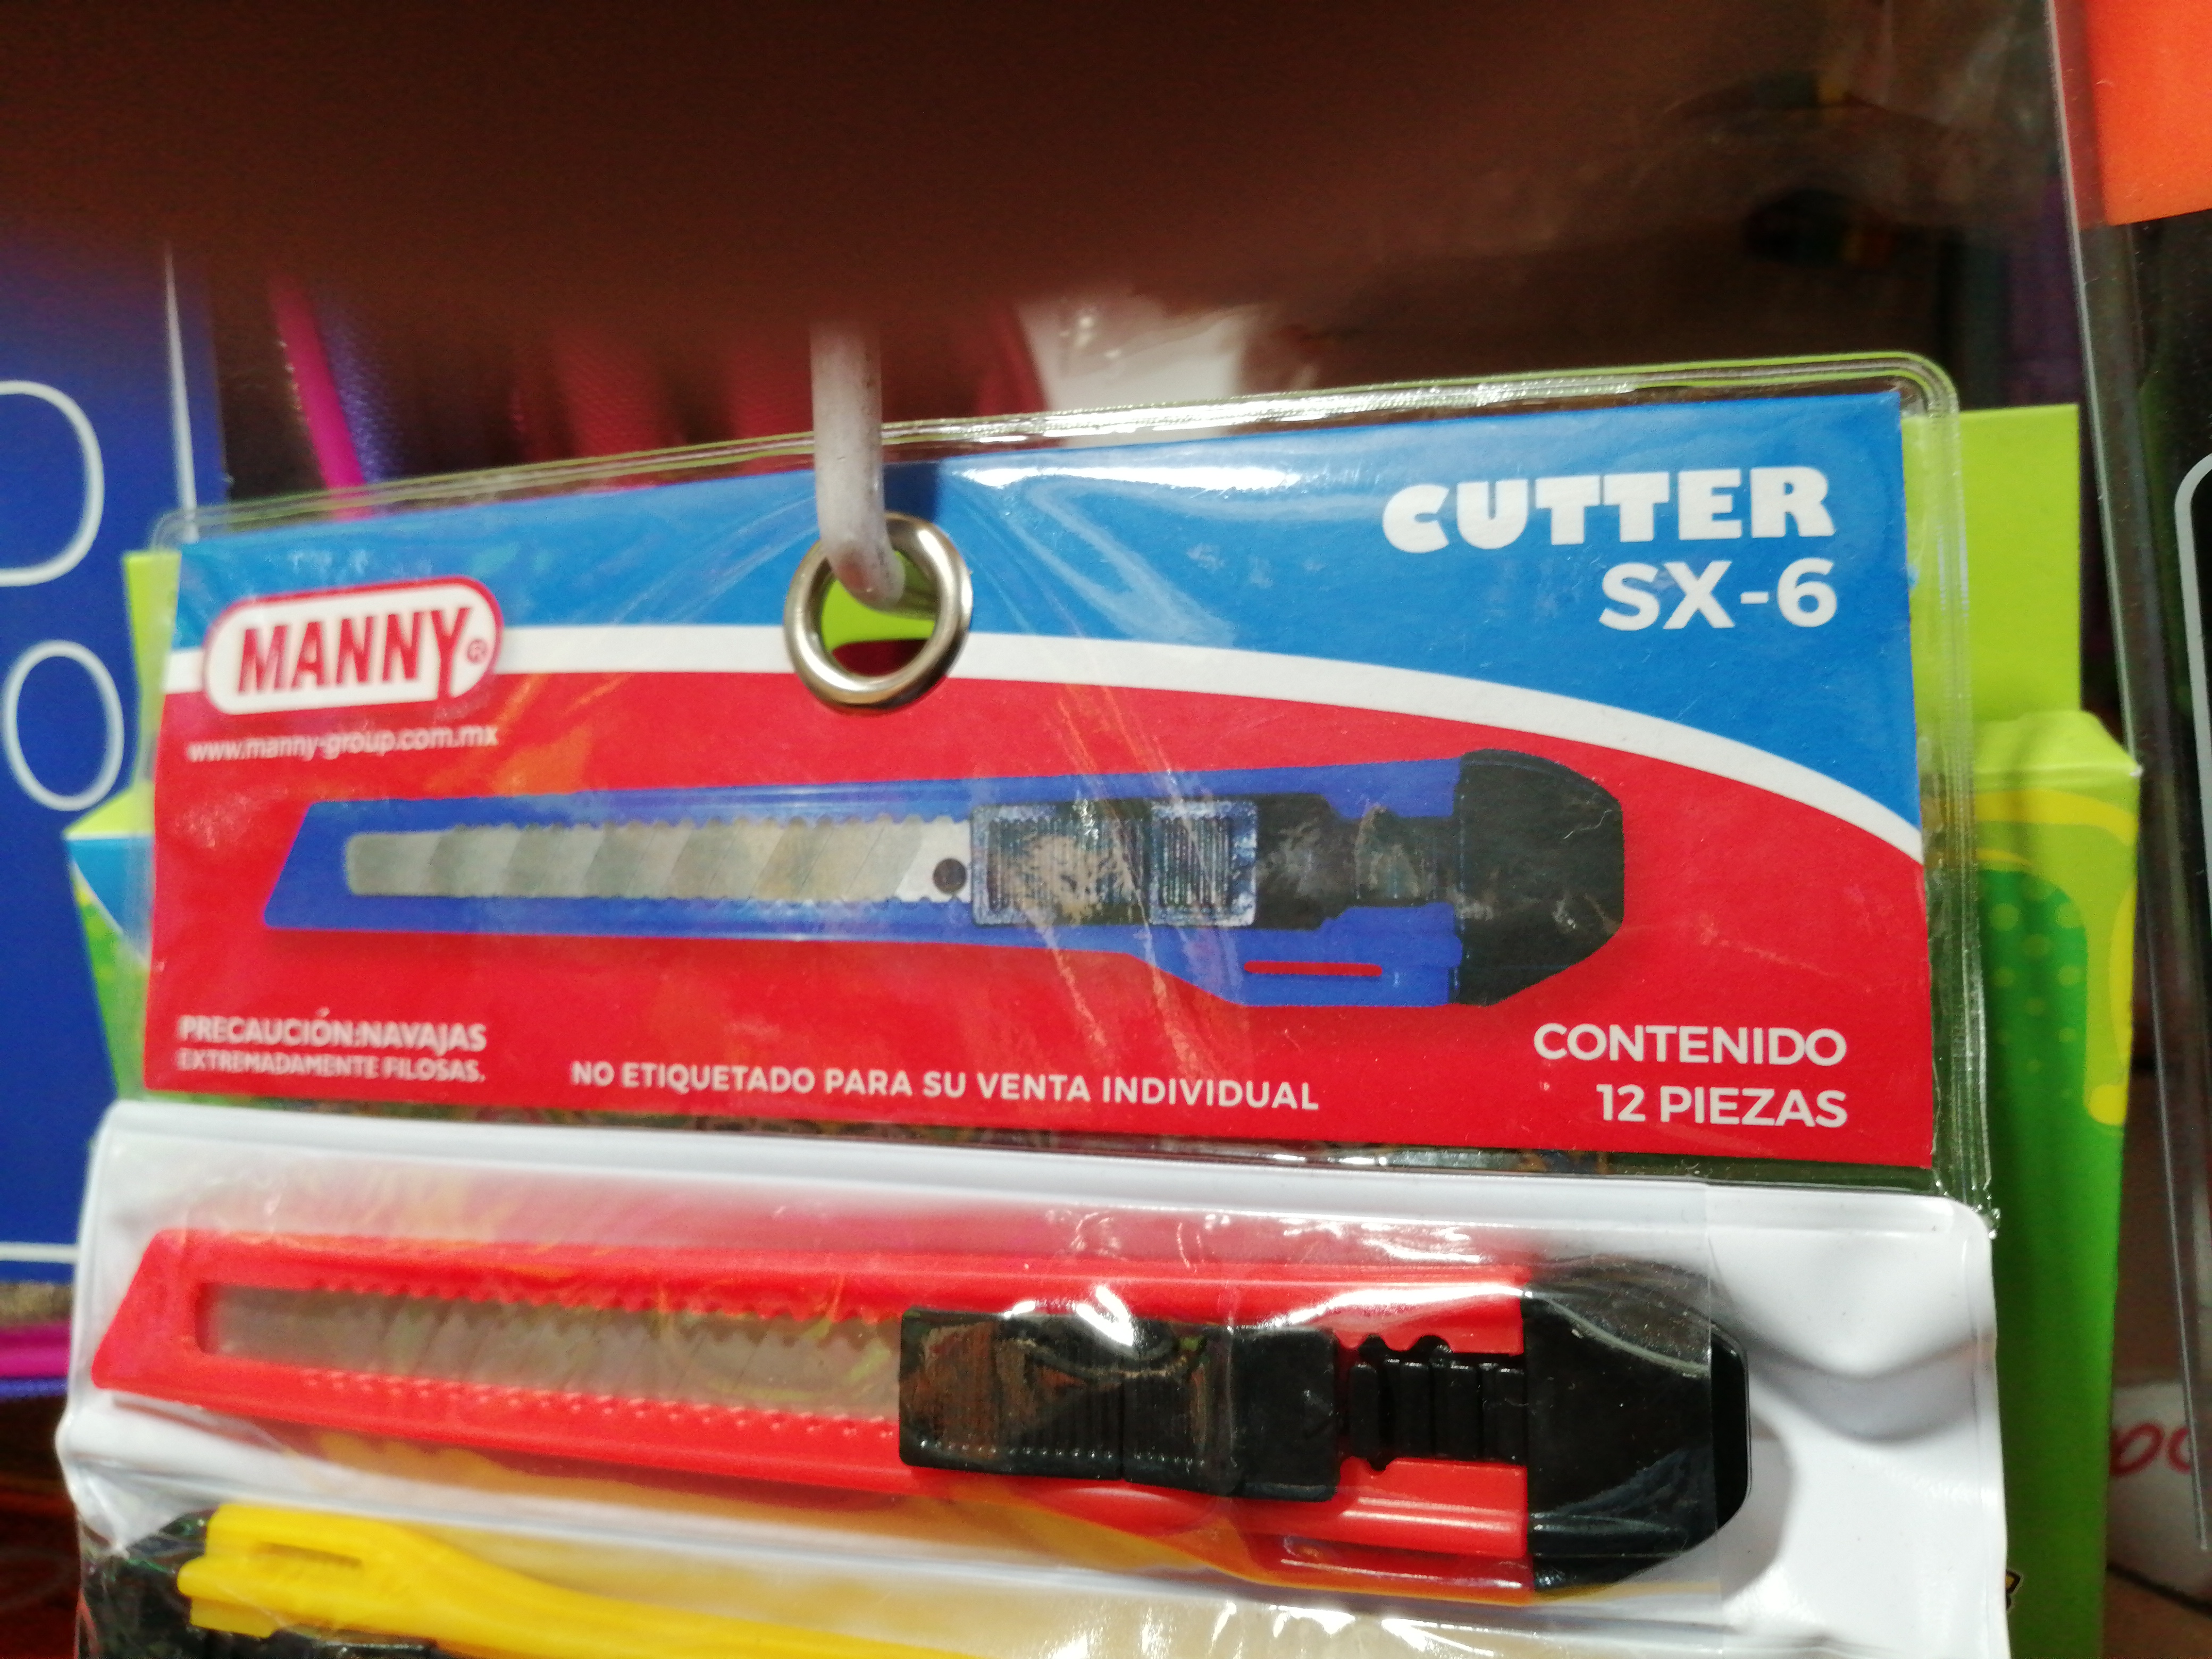 CUTTER
SX-6
MANNY®
www.manny-group.com.mx
PRECAUCIÓN:NAVAJAS
EXTREMADAMENTE FILOSAS.
NO ETIQUETADO PARA SU VENTA INDIVIDUAL
CONTENIDO
12 PIEZAS